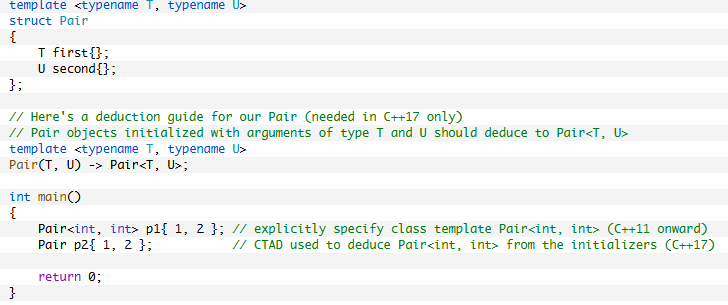 template <typename T, typename U>
struct Pair
{
    T first{};
    U second{};
};

// Here's a deduction guide for our Pair (needed in C++17 only)
// Pair objects initialized with arguments of type T and U should deduce to Pair<T, U>
template <typename T, typename U>
Pair(T, U) -> Pair<T, U>;

int main()
{
    Pair<int, int> p1{ 1, 2 }; // explicitly specify class template Pair<int, int> (C++11 onward)
    Pair p2{ 1, 2 };           // CTAD used to deduce Pair<int, int> from the initializers (C++17)

    return 0;
}